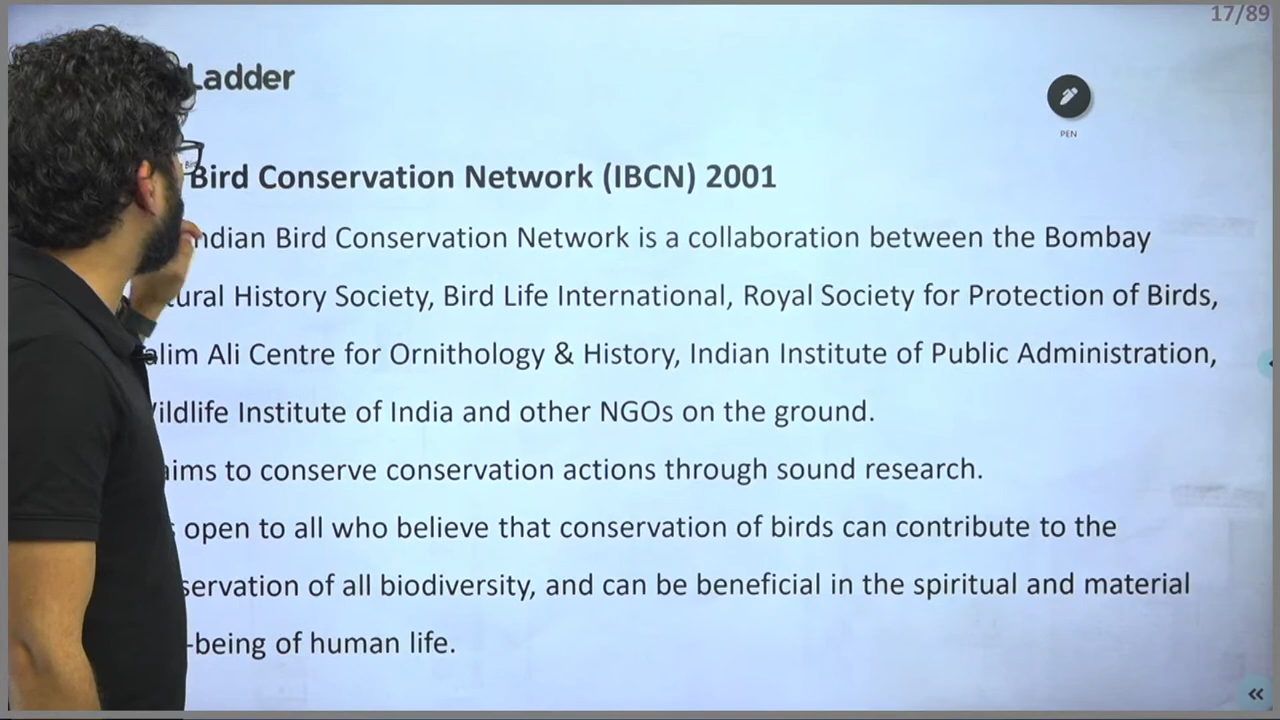 17/89
Ladder
PEN
Bird Conservation Network (IBCN) 2001
ndian Bird Conservation Network is a collaboration between the Bombay
tural History Society, Bird Life International, Royal Society for Protection of Birds,
alim Ali Centre for Ornithology & History, Indian Institute of Public Administration,
ildlife Institute of India and other NGOs on the ground.
aims to conserve conservation actions through sound research.
open to all who believe that conservation of birds can contribute to the
servation of all biodiversity, and can be beneficial in the spiritual and material
-being of human life.